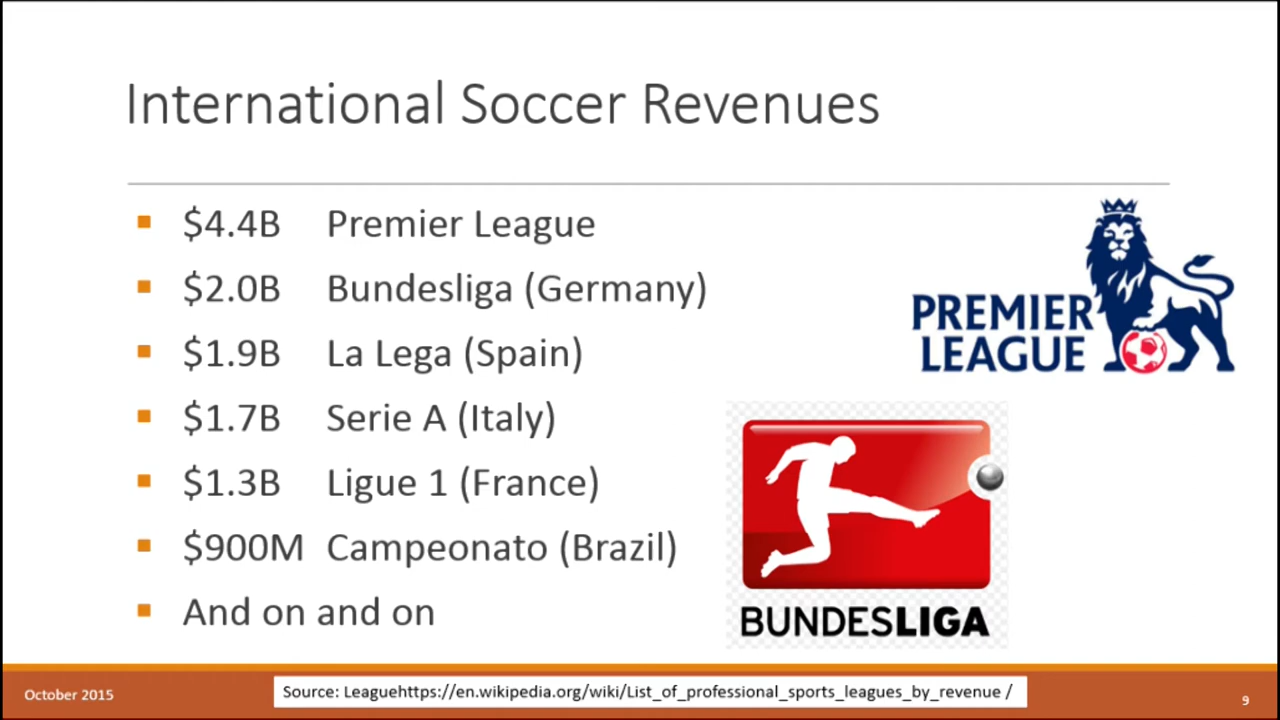 International Soccer Revenues
$4.4B Premier League
$2.0B Bundesliga (Germany)
$1.9B La Lega (Spain)
$1.7B Serie A (Italy)
$1.3B Ligue 1 (France)
$900M Campeonato (Brazil)
And on and on
PREMIER
LEAGUE
BUNDESLIGA
October 2015
Source: Leaguehttps://en.wikipedia.org/wiki/List_of_professional_sports_leagues_by_revenue /
9